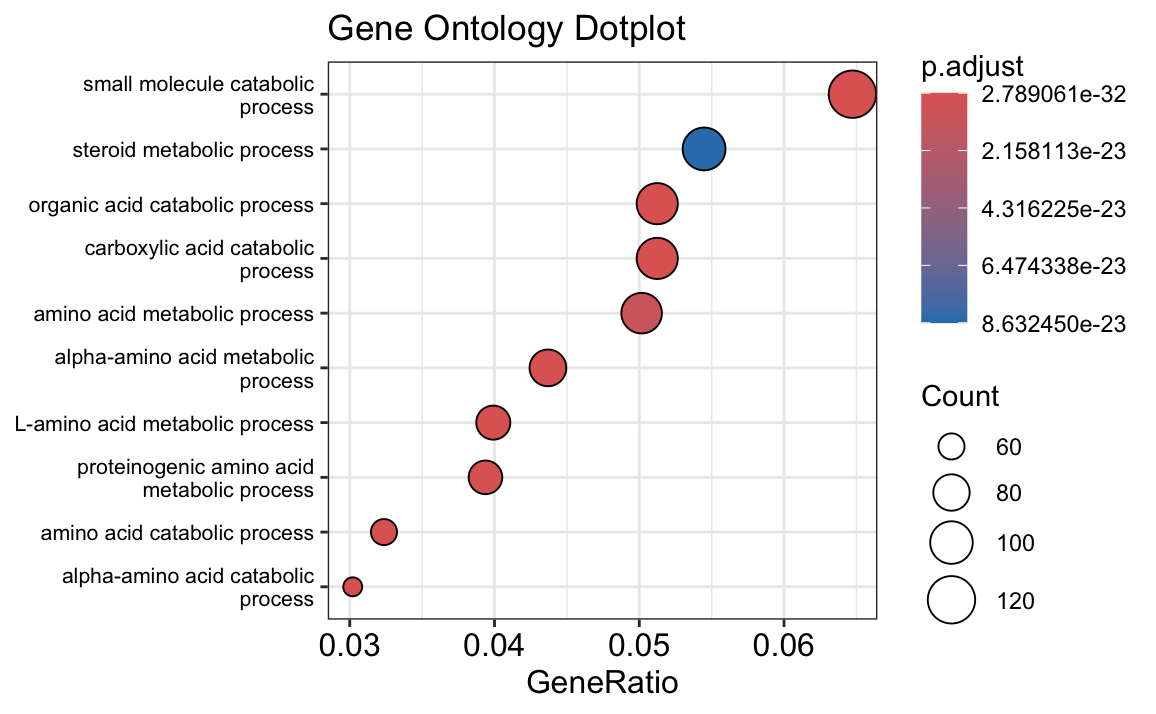 Gene Ontology Dotplot
small molecule catabolic
process
steroid metabolic process
organic acid catabolic process
carboxylic acid catabolic
process
amino acid metabolic process
alpha-amino acid metabolic
process
L-amino acid metabolic process
proteinogenic amino acid
metabolic process
amino acid catabolic process
alpha-amino acid catabolic
process
0.03 0.04 0.05 0.06
GeneRatio
p.adjust
2.789061e-32
2.158113e-23
4.316225e-23
6.474338e-23
8.632450e-23
Count
60
80
100
120